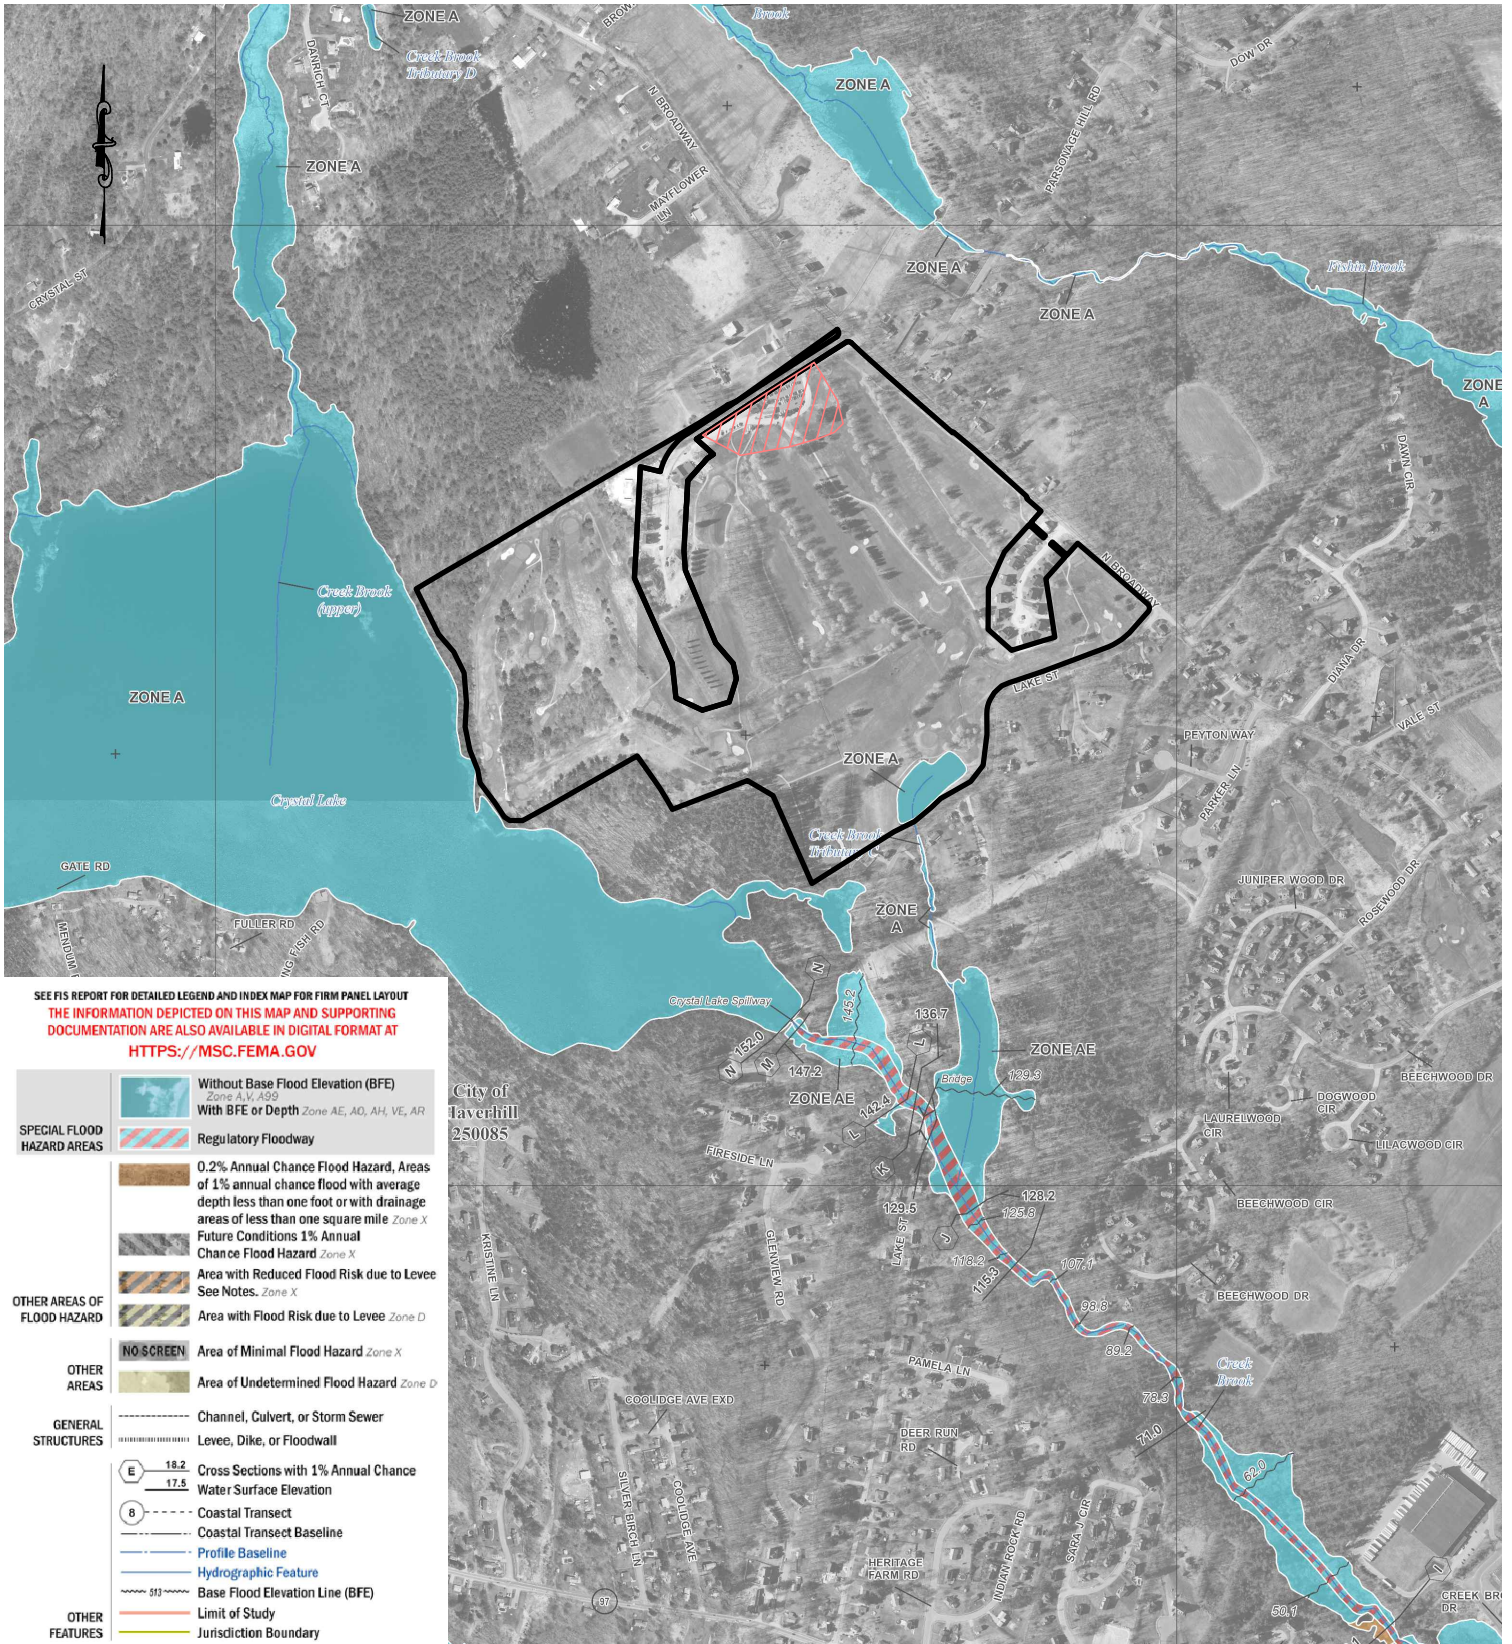 ZONE A
Brook
Creek Brook
Tributary D
DANRICH CT
N BROADWAY
ZONE A
DOW DR
PARSONAGE HILL RD
ZONE A
MAYFLOWER
LN
CRYSTAL ST
ZONE A
ZONE A
Fishin Brook
ZONE
A
DAWN CIR
Creek Brook
(upper)
N BROADWAY
ZONE A
LAKE ST
DIANA DR
VALE ST
PEYTON WAY
PARKER LN
ZONE A
Crystal Lake
Creek Brook
Tributary C
GATE RD
FULLER RD
JUNIPER WOOD DR
ROSEWOOD DR
ZONE
A
N
Crystal Lake Spillway
145.2
136.7
L
152.0
N
M
147.2
ZONE AE
ZONE AE
Bridge
129.3
142.4
L
K
129.5
128.2
125.8
J
118.2
115.3
107.1
98.8
89.2
78.3
71.0
62.0
50.1
I
City of
Haverhill
250085
FIRESIDE LN
GLENVIEW RD
LAKE ST
KRISTINE LN
LAURELWOOD
CIR
DOGWOOD
CIR
BEECHWOOD DR
LILACWOOD CIR
BEECHWOOD CIR
BEECHWOOD DR
Creek
Brook
PAMELA LN
COOLIDGE AVE EXD
DEER RUN
RD
SILVER BIRCH LN
COOLIDGE AVE
HERITAGE
FARM RD
INDIAN ROCK RD
SARA J CIR
97
DR
SEE FIS REPORT FOR DETAILED LEGEND AND INDEX MAP FOR FIRM PANEL LAYOUT
THE INFORMATION DEPICTED ON THIS MAP AND SUPPORTING
DOCUMENTATION ARE ALSO AVAILABLE IN DIGITAL FORMAT AT
HTTPS://MSC.FEMA.GOV
SPECIAL FLOOD
HAZARD AREAS
Without Base Flood Elevation (BFE)
Zone A,V, A99
With BFE or Depth Zone AE, AO, AH, VE, AR
Regulatory Floodway
OTHER AREAS OF
FLOOD HAZARD
0.2% Annual Chance Flood Hazard, Areas
of 1% annual chance flood with average
depth less than one foot or with drainage
areas of less than one square mile Zone X
Future Conditions 1% Annual
Chance Flood Hazard Zone X
Area with Reduced Flood Risk due to Levee
See Notes. Zone X
Area with Flood Risk due to Levee Zone D
OTHER
AREAS
NO SCREEN Area of Minimal Flood Hazard Zone X
Area of Undetermined Flood Hazard Zone D
GENERAL
STRUCTURES
Channel, Culvert, or Storm Sewer
Levee, Dike, or Floodwall
OTHER
FEATURES
E 18.2 Cross Sections with 1% Annual Chance
17.5 Water Surface Elevation
8 Coastal Transect
Coastal Transect Baseline
Profile Baseline
Hydrographic Feature
513 Base Flood Elevation Line (BFE)
Limit of Study
Jurisdiction Boundary